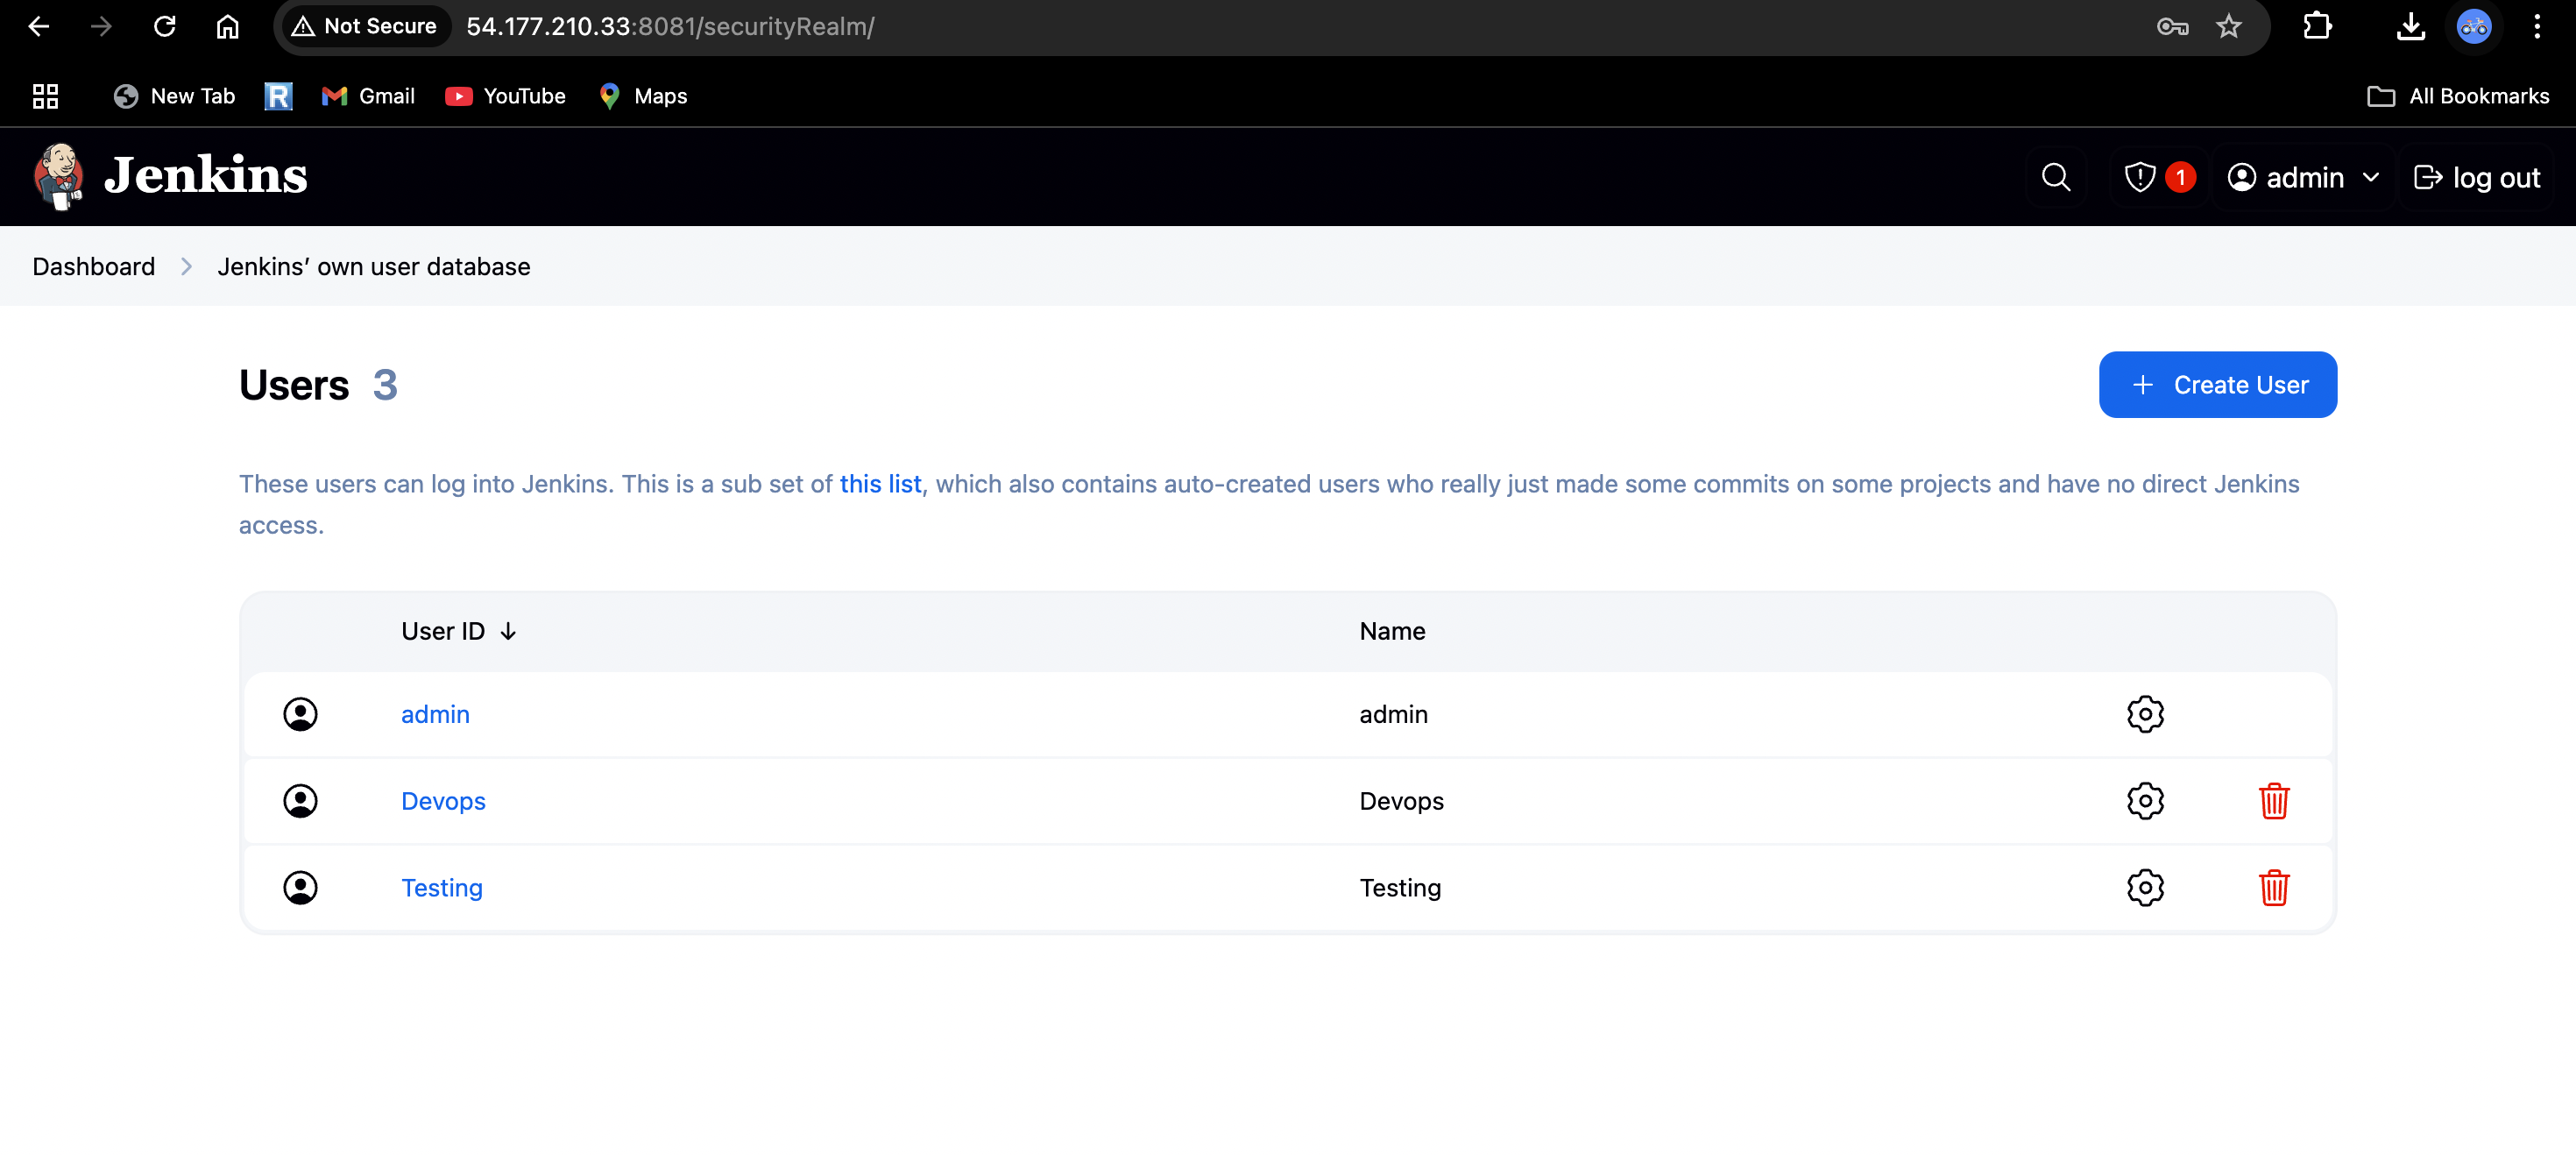 Not Secure 54.177.210.33:8081/securityRealm/
New Tab R Gmail YouTube Maps All Bookmarks
Jenkins 1 admin log out
Dashboard Jenkins’ own user database
Users 3 Create User
These users can log into Jenkins. This is a sub set of this list, which also contains auto-created users who really just made some commits on some projects and have no direct Jenkins
access.
User ID ↓ Name
admin admin
Devops Devops
Testing Testing